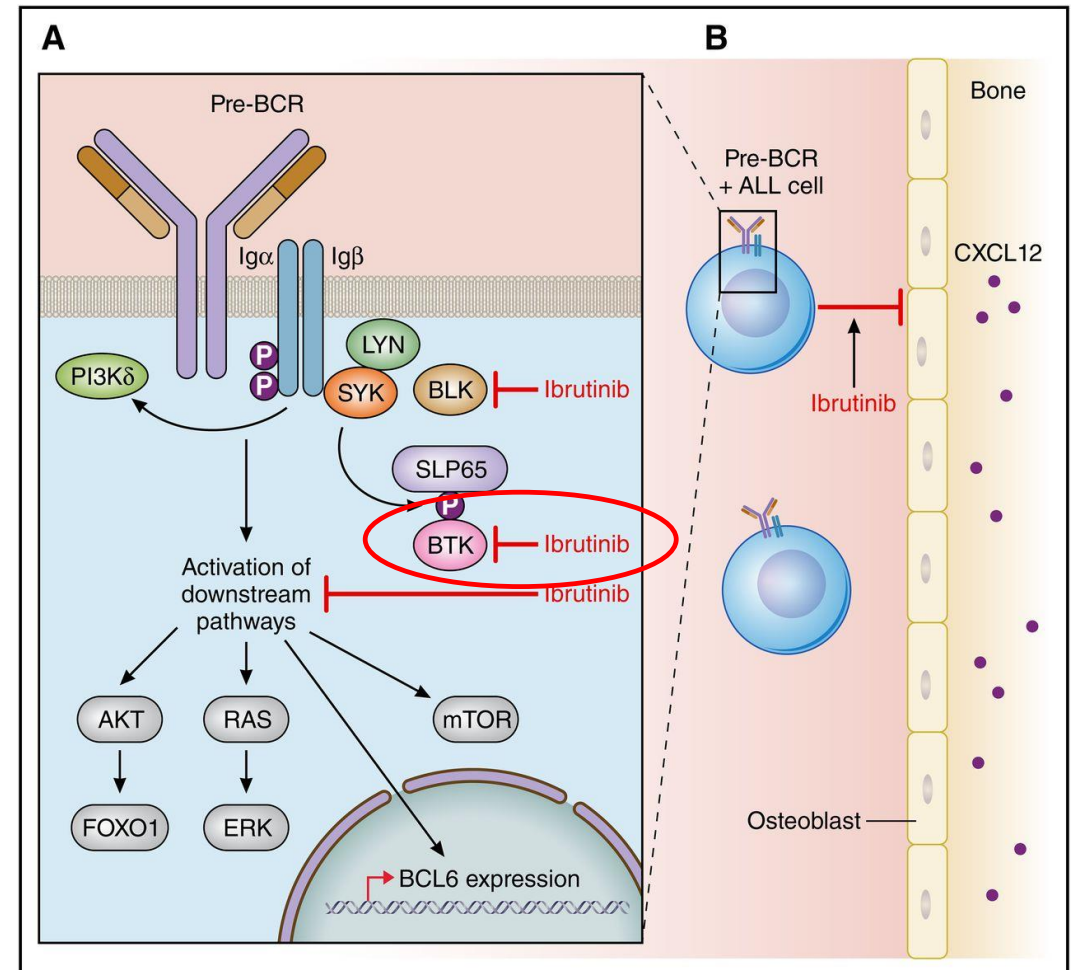 A
Pre-BCR
Igα
Igβ
LYN
PI3Kδ
P
P
SYK
BLK
Ibrutinib
SLP65
P
BTK
Ibrutinib
Activation of
downstream
pathways
Ibrutinib
AKT
RAS
mTOR
FOXO1
ERK
BCL6 expression
B
Bone
Pre-BCR
+ ALL cell
CXCL12
Ibrutinib
Osteoblast